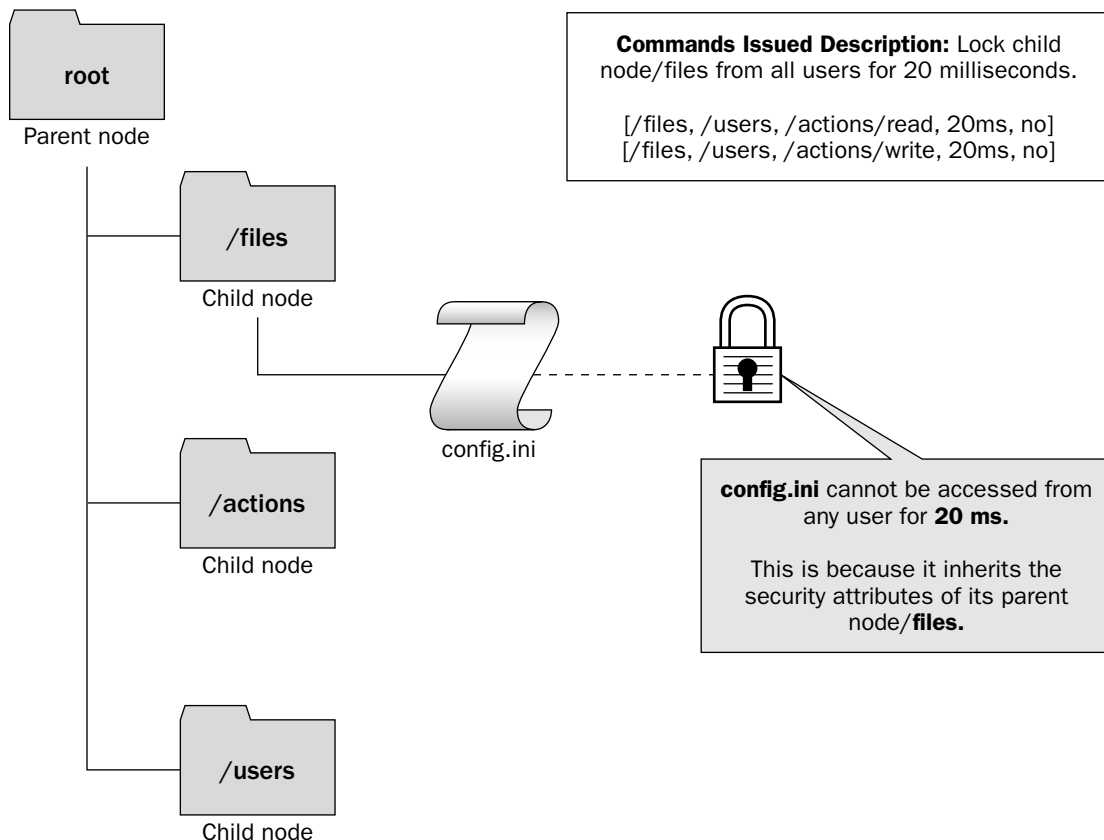 root
Parent node
Commands Issued Description: Lock child
node/files from all users for 20 milliseconds.
[/files, /users, /actions/read, 20ms, no]
[/files, /users, /actions/write, 20ms, no]
/files
Child node
config.ini
/actions
Child node
config.ini cannot be accessed from
any user for 20 ms.
This is because it inherits the
security attributes of its parent
node/files.
/users
Child node